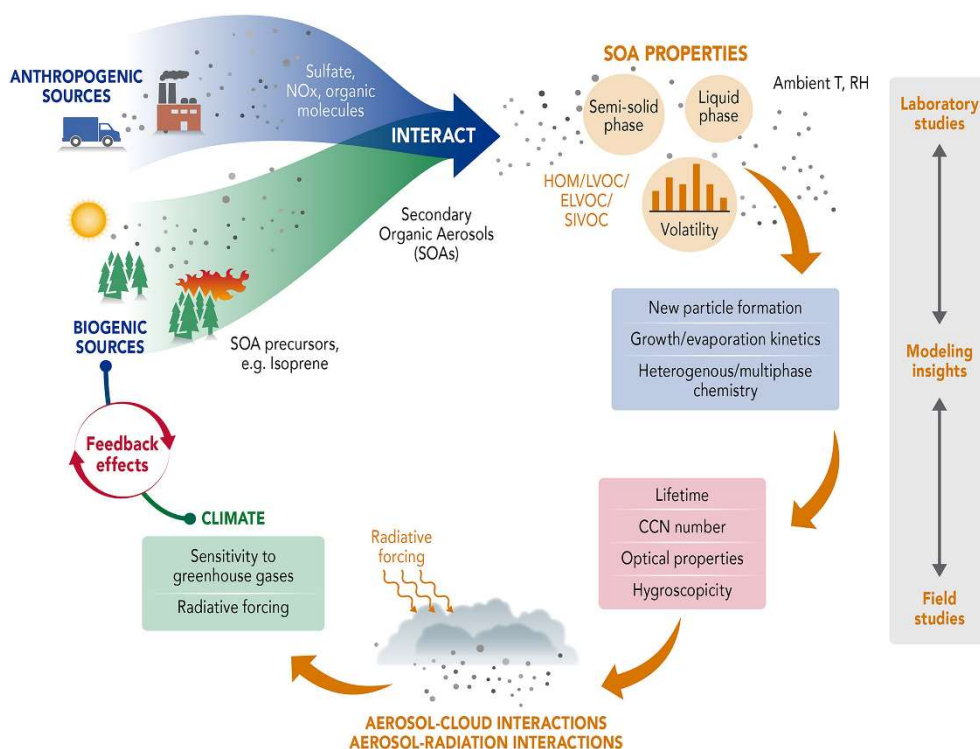 ANTHROPOGENIC
SOURCES
Sulfate,
NOx, organic
molecules
INTERACT
SOA PROPERTIES
Semi-solid
phase
Liquid
phase
Ambient T, RH
HOM/LVOC/
ELVOC/
SIVOC
Volatility
Secondary
Organic Aerosols
(SOAs)
BIOGENIC
SOURCES
SOA precursors,
e.g. Isoprene
New particle formation
Growth/evaporation kinetics
Heterogenous/multiphase
chemistry
Lifetime
CCN number
Optical properties
Hygroscopicity
Radiative
forcing
AEROSOL-CLOUD INTERACTIONS
AEROSOL-RADIATION INTERACTIONS
CLIMATE
Sensitivity to
greenhouse gases
Radiative forcing
Feedback
effects
Laboratory
studies
Modeling
insights
Field
studies